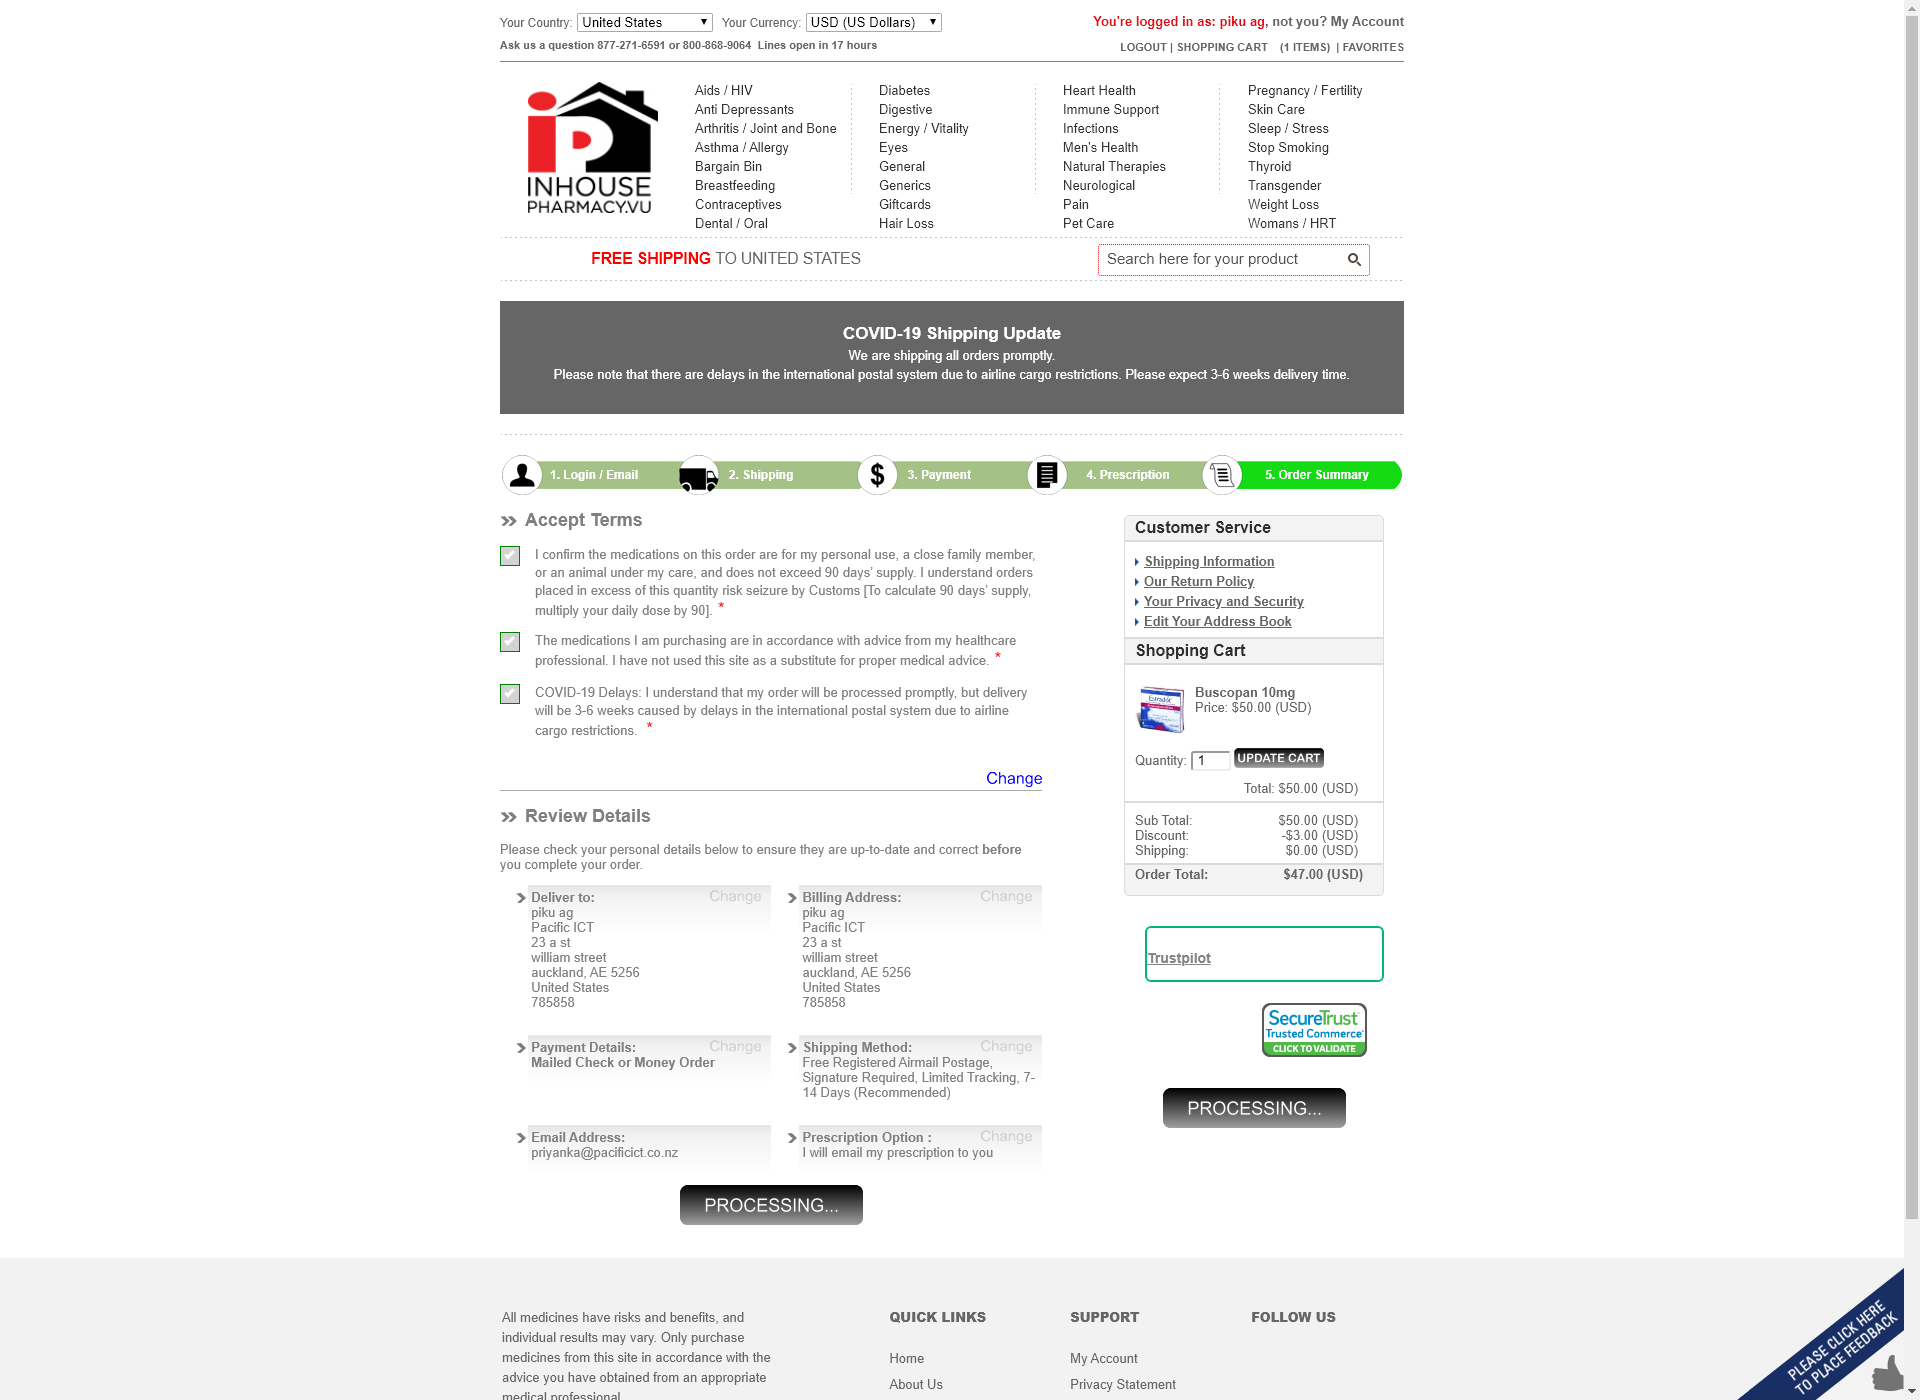 Your Country: United States Your Currency: USD (US Dollars)
You're logged in as: piku ag, not you? My Account
Ask us a question 877-271-6591 or 800-868-9064 Lines open in 17 hours
LOGOUT | SHOPPING CART (1 ITEMS) | FAVORITES
INHOUSE
PHARMACY.VU
Aids / HIV
Anti Depressants
Arthritis / Joint and Bone
Asthma / Allergy
Bargain Bin
Breastfeeding
Contraceptives
Dental / Oral
Diabetes
Digestive
Energy / Vitality
Eyes
General
Generics
Giftcards
Hair Loss
Heart Health
Immune Support
Infections
Men's Health
Natural Therapies
Neurological
Pain
Pet Care
Pregnancy / Fertility
Skin Care
Sleep / Stress
Stop Smoking
Thyroid
Transgender
Weight Loss
Womans / HRT
FREE SHIPPING TO UNITED STATES
Search here for your product
COVID-19 Shipping Update
We are shipping all orders promptly.
Please note that there are delays in the international postal system due to airline cargo restrictions. Please expect 3-6 weeks delivery time.
1. Login / Email
2. Shipping
3. Payment
4. Prescription
5. Order Summary
Accept Terms
I confirm the medications on this order are for my personal use, a close family member,
or an animal under my care, and does not exceed 90 days' supply. I understand orders
placed in excess of this quantity risk seizure by Customs [To calculate 90 days' supply,
multiply your daily dose by 90]. *
The medications I am purchasing are in accordance with advice from my healthcare
professional. I have not used this site as a substitute for proper medical advice. *
COVID-19 Delays: I understand that my order will be processed promptly, but delivery
will be 3-6 weeks caused by delays in the international postal system due to airline
cargo restrictions. *
Change
Review Details
Please check your personal details below to ensure they are up-to-date and correct before
you complete your order.
Deliver to: Change
piku ag
Pacific ICT
23 a st
william street
auckland, AE 5256
United States
785858
Billing Address: Change
piku ag
Pacific ICT
23 a st
william street
auckland, AE 5256
United States
785858
Payment Details: Change
Mailed Check or Money Order
Shipping Method: Change
Free Registered Airmail Postage,
Signature Required, Limited Tracking, 7-
14 Days (Recommended)
Email Address:
priyanka@pacificict.co.nz
Prescription Option : Change
I will email my prescription to you
PROCESSING...
Customer Service
Shipping Information
Our Return Policy
Your Privacy and Security
Edit Your Address Book
Shopping Cart
Estradot
Buscopan 10mg
Price: $50.00 (USD)
Quantity: 1 UPDATE CART
Total: $50.00 (USD)
Sub Total: $50.00 (USD)
Discount: -$3.00 (USD)
Shipping: $0.00 (USD)
Order Total: $47.00 (USD)
Trustpilot
SecureTrust
Trusted Commerce
CLICK TO VALIDATE
PROCESSING...
All medicines have risks and benefits, and
individual results may vary. Only purchase
medicines from this site in accordance with the
advice you have obtained from an appropriate
medical professional.
QUICK LINKS
Home
About Us
SUPPORT
My Account
Privacy Statement
FOLLOW US
PLEASE CLICK HERE
TO PLACE FEEDBACK